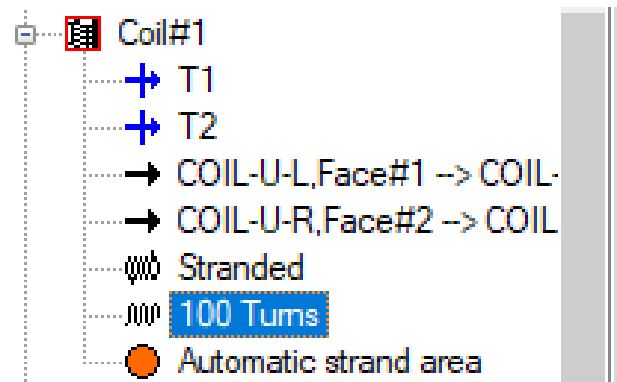 Coil#1
T1
T2
COIL-U-L,Face#1 --> COIL-
COIL-U-R,Face#2 --> COIL
Stranded
100 Turns
Automatic strand area